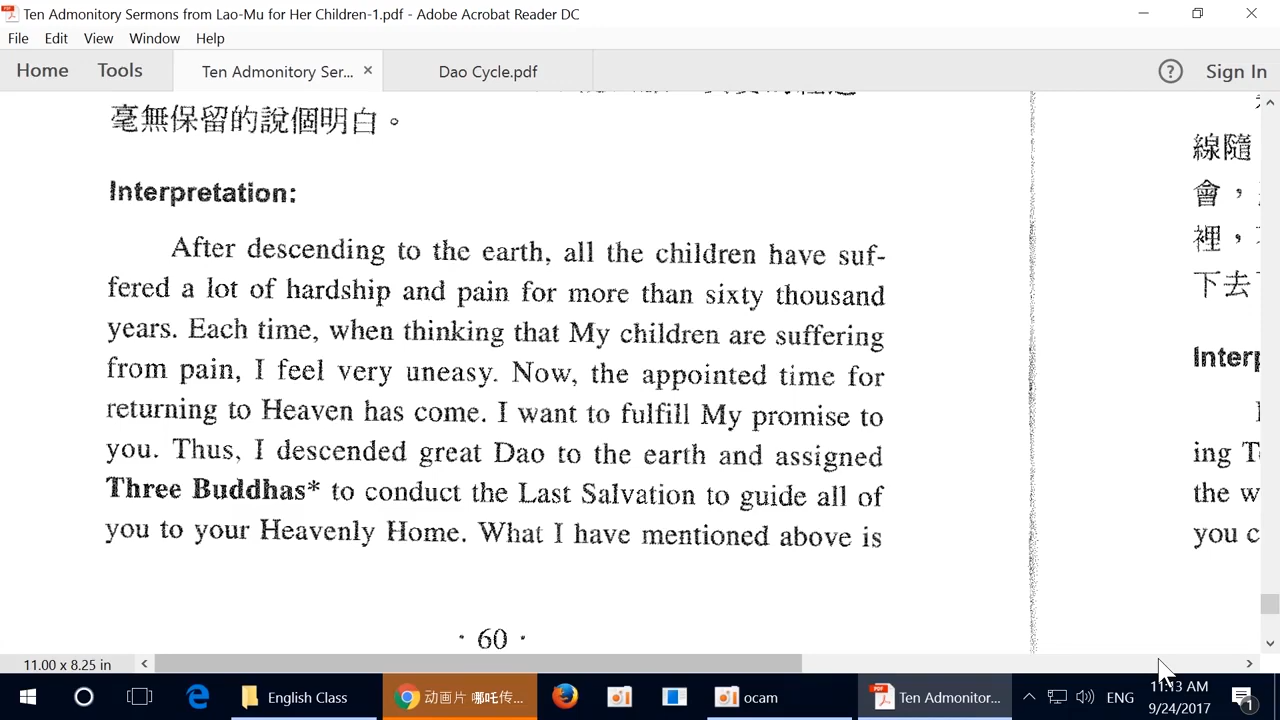 Ten Admonitory Sermons from Lao-Mu for Her Children-1.pdf - Adobe Acrobat Reader DC
File Edit View Window Help
Home Tools Ten Admonitory Ser... × Dao Cycle.pdf ? Sign In
毫無保留的說個明白。
Interpretation:
After descending to the earth, all the children have suf-
fered a lot of hardship and pain for more than sixty thousand
years. Each time, when thinking that My children are suffering
from pain, I feel very uneasy. Now, the appointed time for
returning to Heaven has come. I want to fulfill My promise to
you. Thus, I descended great Dao to the earth and assigned
Three Buddhas* to conduct the Last Salvation to guide all of
you to your Heavenly Home. What I have mentioned above is
· 60 ·
線隨
會，
裡，
下去
Interp
ing T
the w
you c
11.00 x 8.25 in
English Class
动画片 哪吒传...
ocam
Ten Admonitor...
ENG
11:13 AM
9/24/2017
1